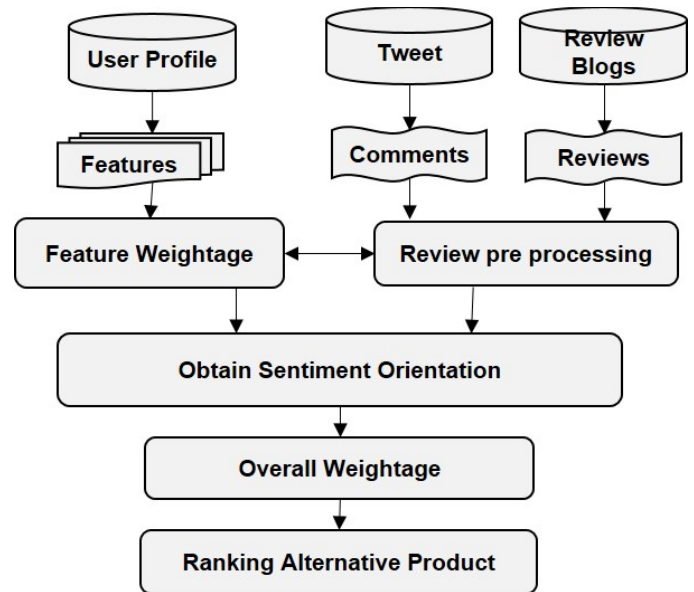 User Profile
Tweet
Review
Blogs
Features
Comments
Reviews
Feature Weightage
Review pre processing
Obtain Sentiment Orientation
Overall Weightage
Ranking Alternative Product